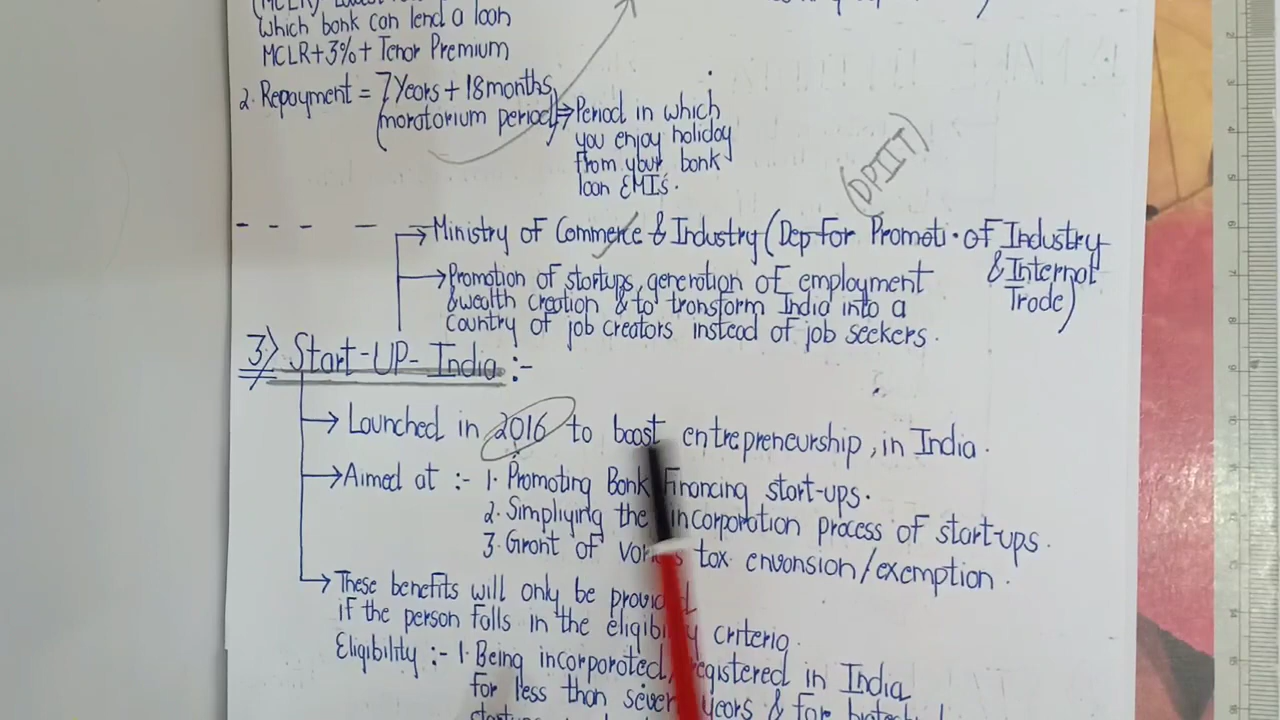 which bank can lend a loan
MCLR+3%+ Tenor Premium
2. Repayment = 7 Years + 18 months
(moratorium period) ⇒ Period in which
you enjoy holiday
from your bank
loan EMIs.
(DPIIT)
→ Ministry of Commerce & Industry (Dep for Promoti. of Industry
& Internal
Trade)
→ Promotion of startups, generation of employment
& wealth creation & to transform India into a
country of job creators instead of job seekers.
3) Start-UP-India :-
→ Launched in 2016 to boost entrepreneurship, in India.
→ Aimed at :- 1. Promoting Bank Financing start-ups.
2. Simpliying the incorporation process of start-ups.
3. Grant of tax envansion/exemption.
→ These benefits will only be
if the person falls in the criteria.
Eligibility :- 1. Being incorporated, registered in India
for less than years & for